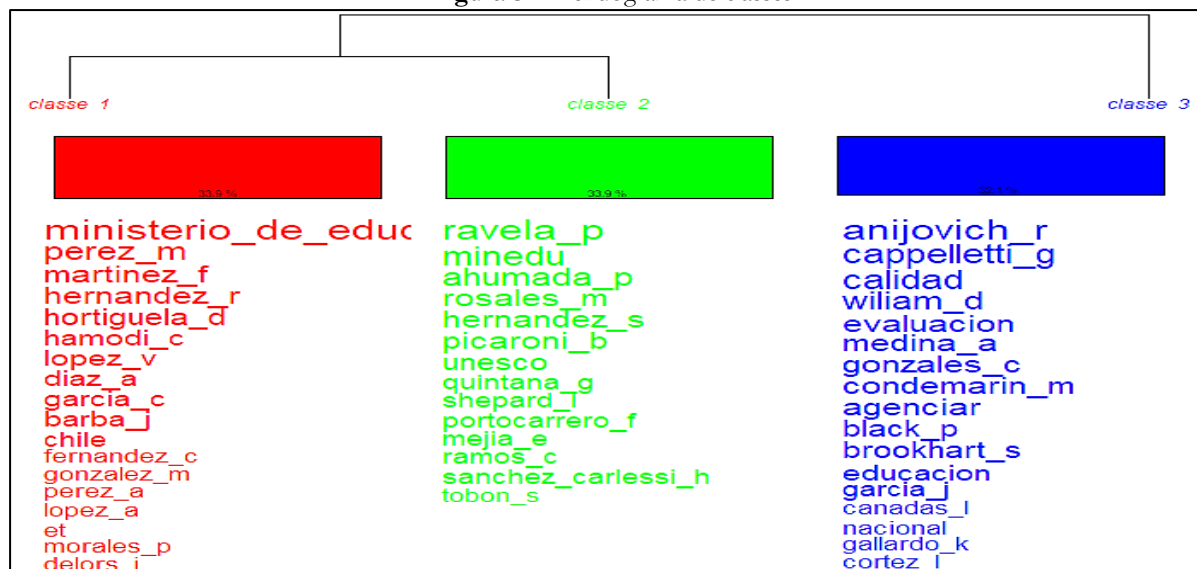 classe 1
classe 2
classe 3
33.9 %
33.9 %
32.1 %
ministerio_de_educ
perez_m
martinez_f
hernandez_r
hortiguela_d
hamodi_c
lopez_v
diaz_a
garcia_c
barba_j
chile
fernandez_c
gonzalez_m
perez_a
lopez_a
et
morales_p
delors_j
ravela_p
minedu
ahumada_p
rosales_m
hernandez_s
picaroni_b
unesco
quintana_g
shepard_l
portocarrero_f
mejia_e
ramos_c
sanchez_carlessi_h
tobon_s
anijovich_r
cappelletti_g
calidad
wiliam_d
evaluacion
medina_a
gonzales_c
condemarin_m
agenciar
black_p
brookhart_s
educacion
garcia_j
canadas_l
nacional
gallardo_k
cortez_l